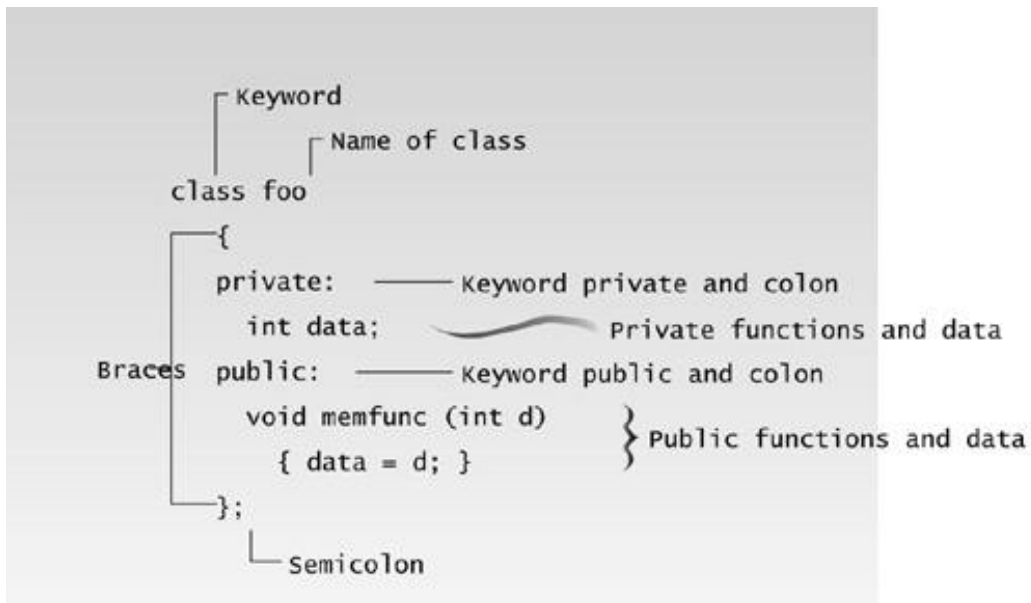 Keyword
Name of class
class foo
{
private: Keyword private and colon
int data; Private functions and data
Braces public: Keyword public and colon
void memfunc (int d)
} Public functions and data
{ data = d; }
};
Semicolon